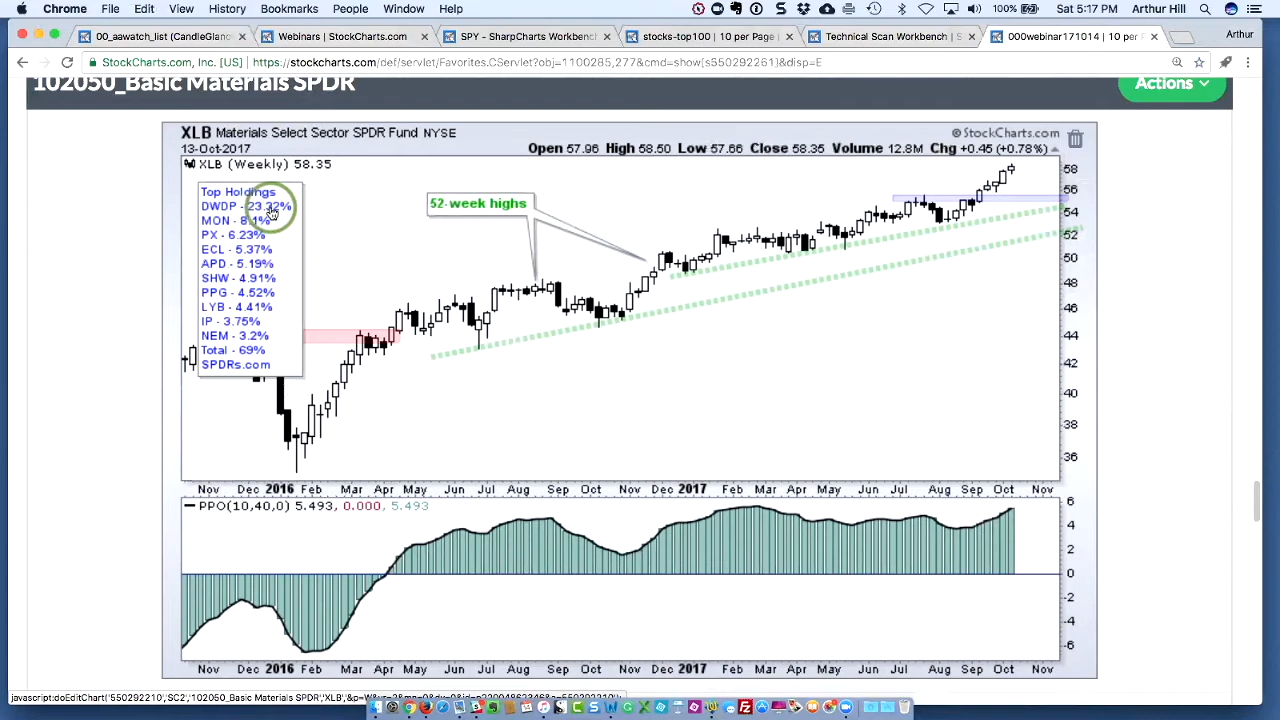 Chrome File Edit View History Bookmarks People Window Help 100% Sat 5:17 PM Arthur Hill
00_aawatch_list (CandleGlanc Webinars | StockCharts.com SPY - SharpCharts Workbench stocks-top100 | 10 per Page | Technical Scan Workbench | S 000webinar171014 | 10 per P Arthur
StockCharts.com, Inc. [US] https://stockcharts.com/def/servlet/Favorites.CServlet?obj=1100285,277&cmd=show[s550292261]&disp=E
102050_Basic Materials SPDR Actions
XLB Materials Select Sector SPDR Fund NYSE © StockCharts.com
13-Oct-2017 Open 57.96 High 58.50 Low 57.66 Close 58.35 Volume 12.8M Chg +0.45 (+0.78%)
XLB (Weekly) 58.35
Top Holdings
DWDP - 23.32%
MON - 8.1%
PX - 6.23%
ECL - 5.37%
APD - 5.19%
SHW - 4.91%
PPG - 4.52%
LYB - 4.41%
IP - 3.75%
NEM - 3.2%
Total - 69%
SPDRs.com
52-week highs
58
56
54
52
50
48
46
44
42
40
38
36
Nov Dec 2016 Feb Mar Apr May Jun Jul Aug Sep Oct Nov Dec 2017 Feb Mar Apr May Jun Jul Aug Sep Oct Nov
PPO(10,40,0) 5.493, 0.000, 5.493
6
4
2
0
-2
-4
-6
Nov Dec 2016 Feb Mar Apr May Jun Jul Aug Sep Oct Nov Dec 2017 Feb Mar Apr May Jun Jul Aug Sep Oct Nov